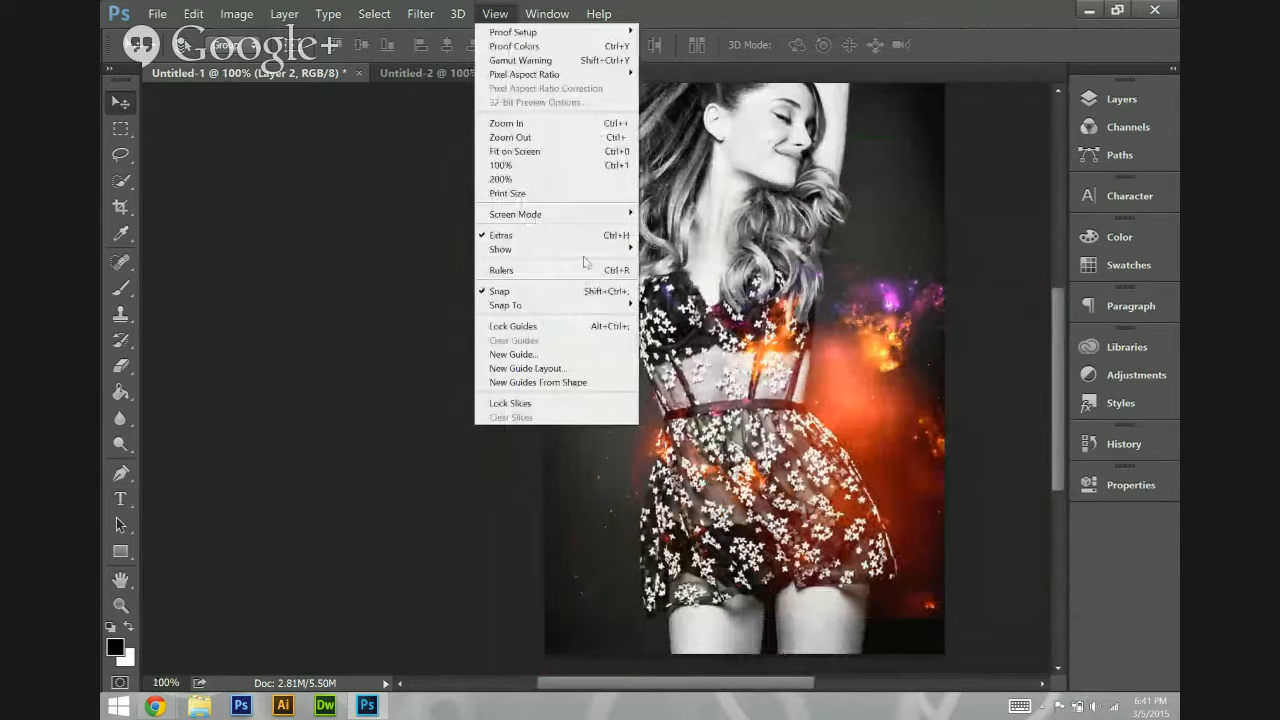 Ps File Edit Image Layer Type Select Filter 3D View Window Help
Google+
3D Mode:
Untitled-1 @ 100% (Layer 2, RGB/8) * ×
Untitled-2 @ 100%
Proof Setup
Proof Colors Ctrl+Y
Gamut Warning Shift+Ctrl+Y
Pixel Aspect Ratio
Pixel Aspect Ratio Correction
32-bit Preview Options...
Zoom In Ctrl++
Zoom Out Ctrl+-
Fit on Screen Ctrl+0
100% Ctrl+1
200%
Print Size
Screen Mode
Extras Ctrl+H
Show
Rulers Ctrl+R
Snap Shift+Ctrl+;
Snap To
Lock Guides Alt+Ctrl+;
Clear Guides
New Guide...
New Guide Layout...
New Guides From Shape
Lock Slices
Clear Slices
Layers
Channels
Paths
Character
Color
Swatches
Paragraph
Libraries
Adjustments
Styles
History
Properties
100% Doc: 2.81M/5.50M
Ps Ai Dw Ps
6:41 PM
3/5/2015